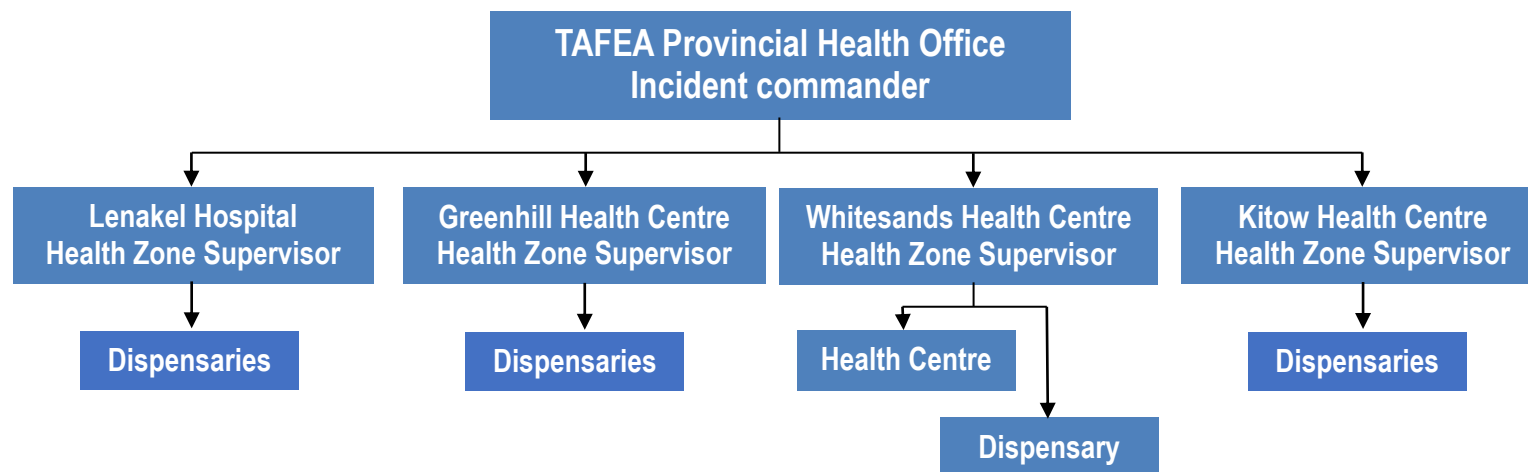 TAFEA Provincial Health Office
Incident commander
Lenakel Hospital
Health Zone Supervisor
Greenhill Health Centre
Health Zone Supervisor
Whitesands Health Centre
Health Zone Supervisor
Kitow Health Centre
Health Zone Supervisor
Dispensaries
Dispensaries
Health Centre
Dispensaries
Dispensary